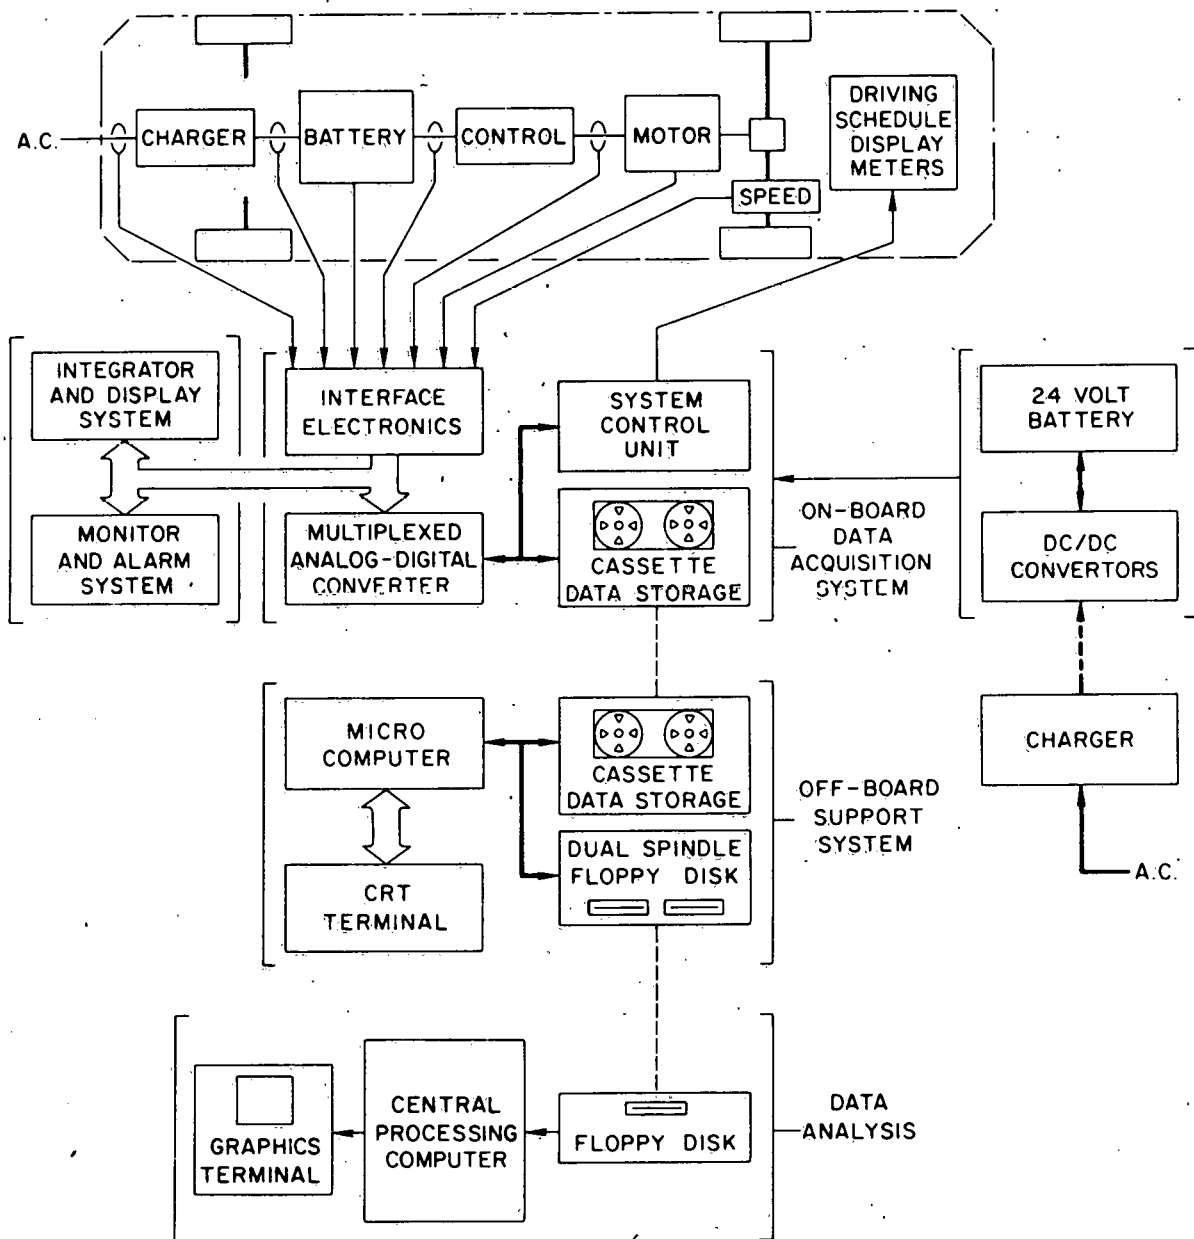 A.C.
CHARGER
BATTERY
CONTROL
MOTOR
SPEED
DRIVING
SCHEDULE
DISPLAY
METERS
INTEGRATOR
AND DISPLAY
SYSTEM
MONITOR
AND ALARM
SYSTEM
INTERFACE
ELECTRONICS
MULTIPLEXED
ANALOG-DIGITAL
CONVERTER
SYSTEM
CONTROL
UNIT
CASSETTE
DATA STORAGE
ON-BOARD
DATA
ACQUISITION
SYSTEM
24 VOLT
BATTERY
DC/DC
CONVERTORS
CHARGER
A.C.
MICRO
COMPUTER
CRT
TERMINAL
CASSETTE
DATA STORAGE
DUAL SPINDLE
FLOPPY DISK
OFF-BOARD
SUPPORT
SYSTEM
GRAPHICS
TERMINAL
CENTRAL
PROCESSING
COMPUTER
FLOPPY DISK
DATA
ANALYSIS